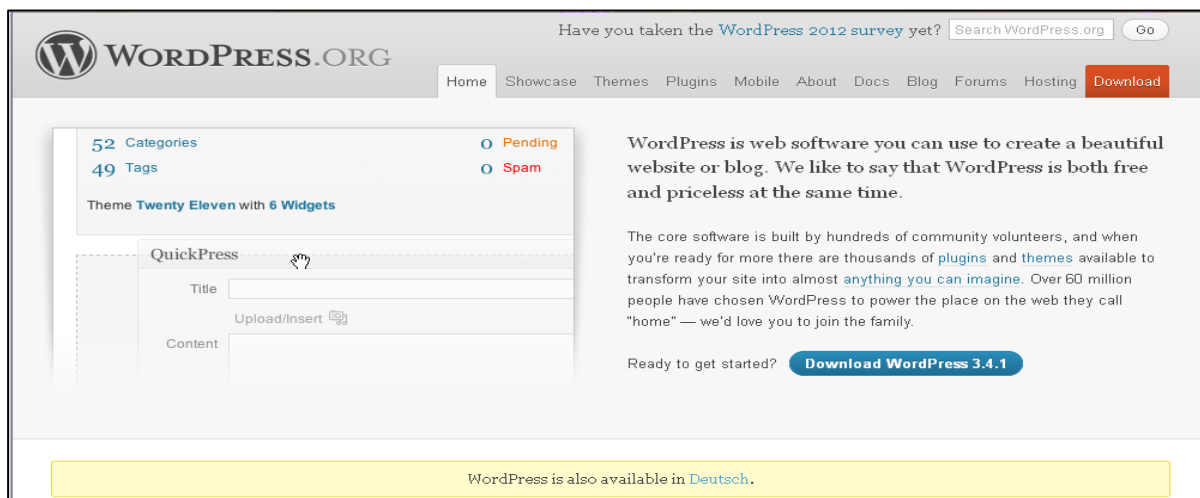 Have you taken the WordPress 2012 survey yet? Search WordPress.org Go
WORDPRESS.ORG
Home Showcase Themes Plugins Mobile About Docs Blog Forums Hosting Download
52 Categories 0 Pending
49 Tags 0 Spam
Theme Twenty Eleven with 6 Widgets
QuickPress
Title
Upload/Insert
Content
WordPress is web software you can use to create a beautiful
website or blog. We like to say that WordPress is both free
and priceless at the same time.
The core software is built by hundreds of community volunteers, and when
you're ready for more there are thousands of plugins and themes available to
transform your site into almost anything you can imagine. Over 60 million
people have chosen WordPress to power the place on the web they call
"home" — we'd love you to join the family.
Ready to get started? Download WordPress 3.4.1
WordPress is also available in Deutsch.